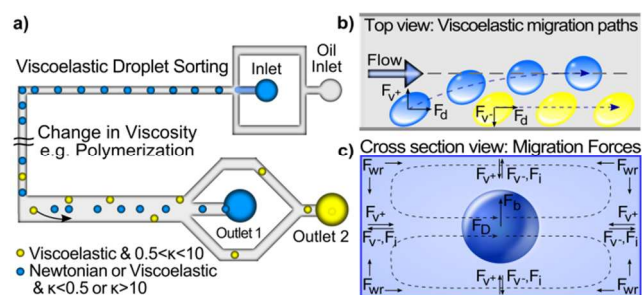 a)
Viscoelastic Droplet Sorting
Inlet
Oil
Inlet
Change in Viscosity
e.g. Polymerization
Outlet 1
Outlet 2
Viscoelastic & 0.5<κ<10
Newtonian or Viscoelastic
& κ<0.5 or κ>10
b)
Top view: Viscoelastic migration paths
Flow
Fv+
Fd
Fv-
Fd
c)
Cross section view: Migration Forces
Fwr
Fv+
Fv-,Fi
Fwr
Fv+
Fb
Fv+
Fv-,Fi
FD
Fv-,Fi
Fwr
Fv+
Fv-,Fi
Fwr